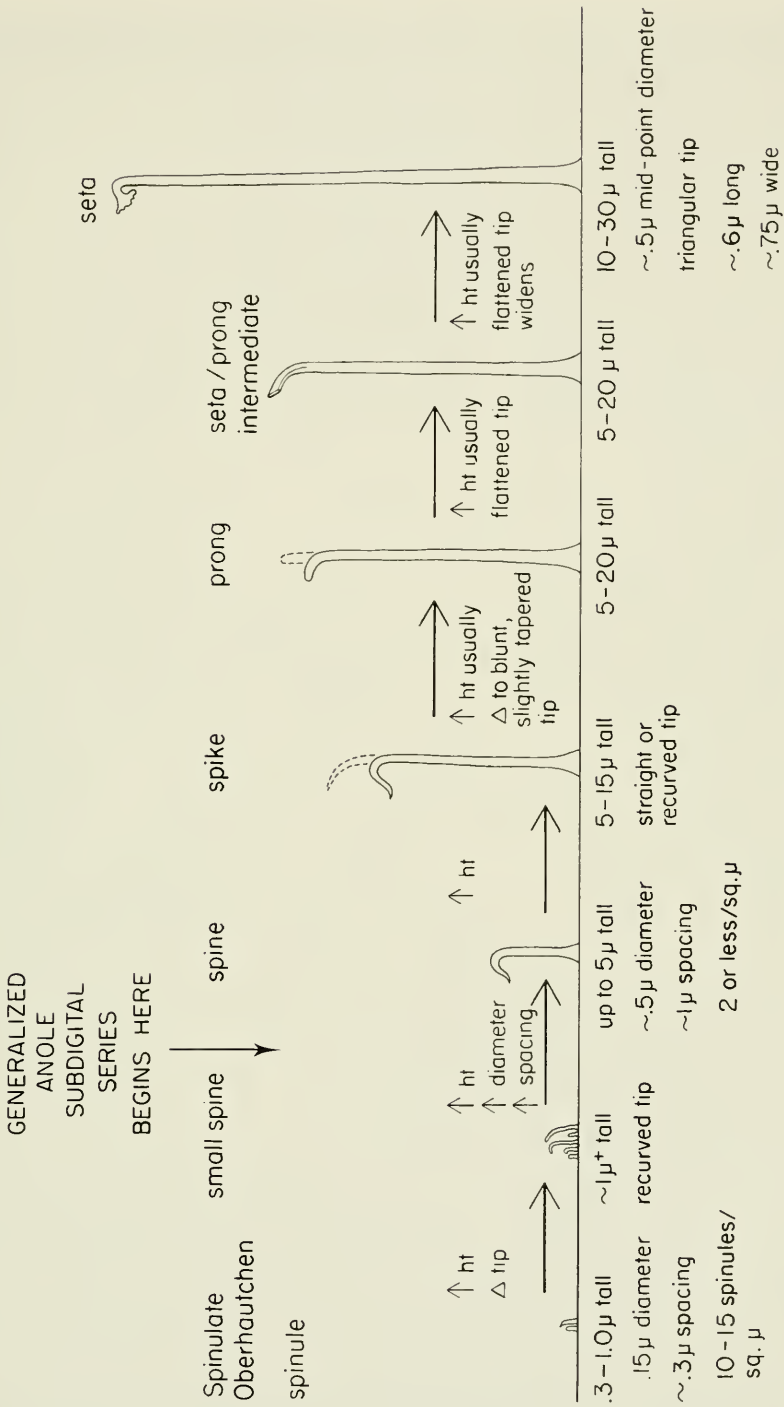 GENERALIZED
ANOLE
SUBDIGITAL
SERIES
BEGINS HERE
Spinulate
Oberhautchen
spinule
small spine
spine
spike
prong
seta / prong
intermediate
seta
↑ ht
Δ tip
↑ ht
↑ diameter
↑ spacing
↑ ht
↑ ht usually
Δ to blunt,
slightly tapered
tip
↑ ht usually
flattened tip
↑ ht usually
flattened tip
widens
.3-1.0μ tall
.15μ diameter
~.3μ spacing
10-15 spinules/
sq. μ
~1μ⁺ tall
recurved tip
up to 5μ tall
~.5μ diameter
~1μ spacing
2 or less/sq. μ
5-15μ tall
straight or
recurved tip
5-20μ tall
5-20μ tall
10-30μ tall
~.5μ mid-point diameter
triangular tip
~.6μ long
~.75μ wide